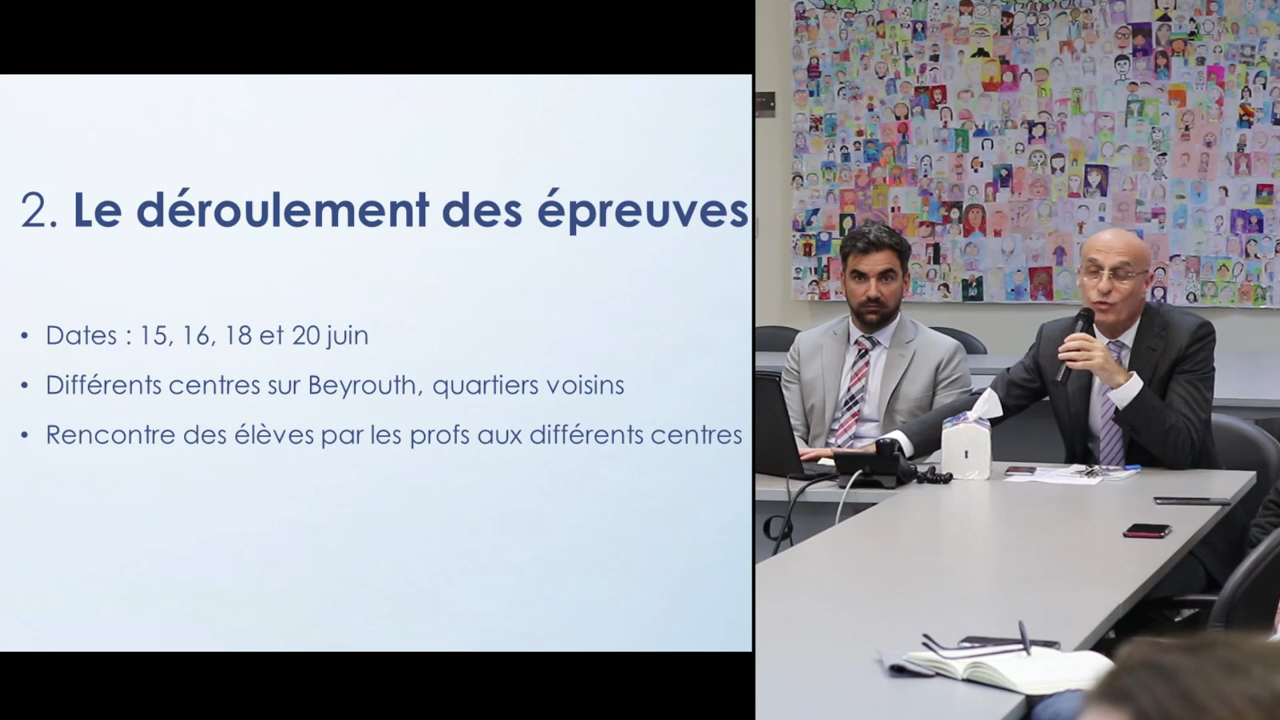 2. Le déroulement des épreuves
• Dates : 15, 16, 18 et 20 juin
• Différents centres sur Beyrouth, quartiers voisins
• Rencontre des élèves par les profs aux différents centres